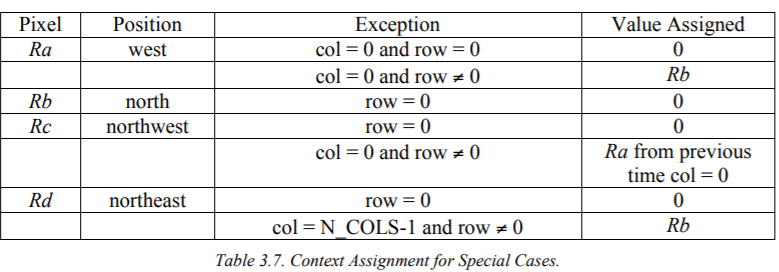 Pixel Position Exception Value Assigned
Ra west col = 0 and row = 0 0
col = 0 and row ≠ 0 Rb
Rb north row = 0 0
Rc northwest row = 0 0
col = 0 and row ≠ 0 Ra from previous
time col = 0
Rd northeast row = 0 0
col = N_COLS-1 and row ≠ 0 Rb
Table 3.7. Context Assignment for Special Cases.